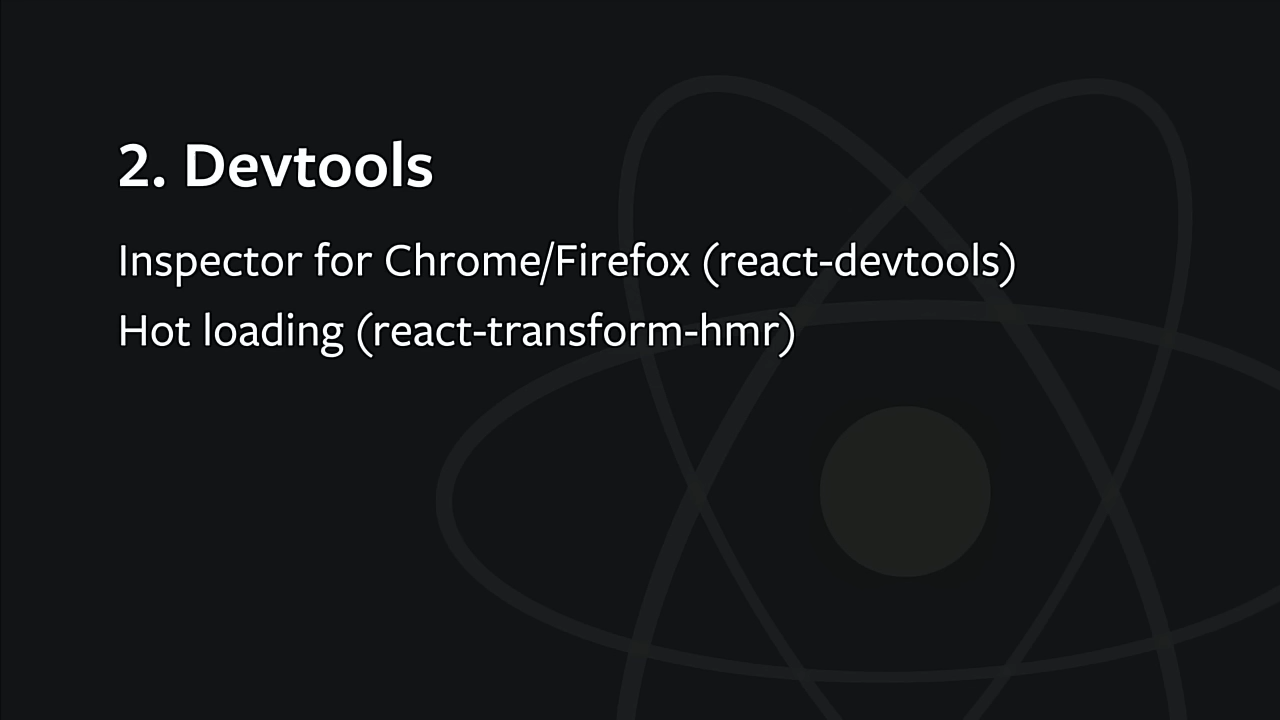 2. Devtools
Inspector for Chrome/Firefox (react-devtools)
Hot loading (react-transform-hmr)